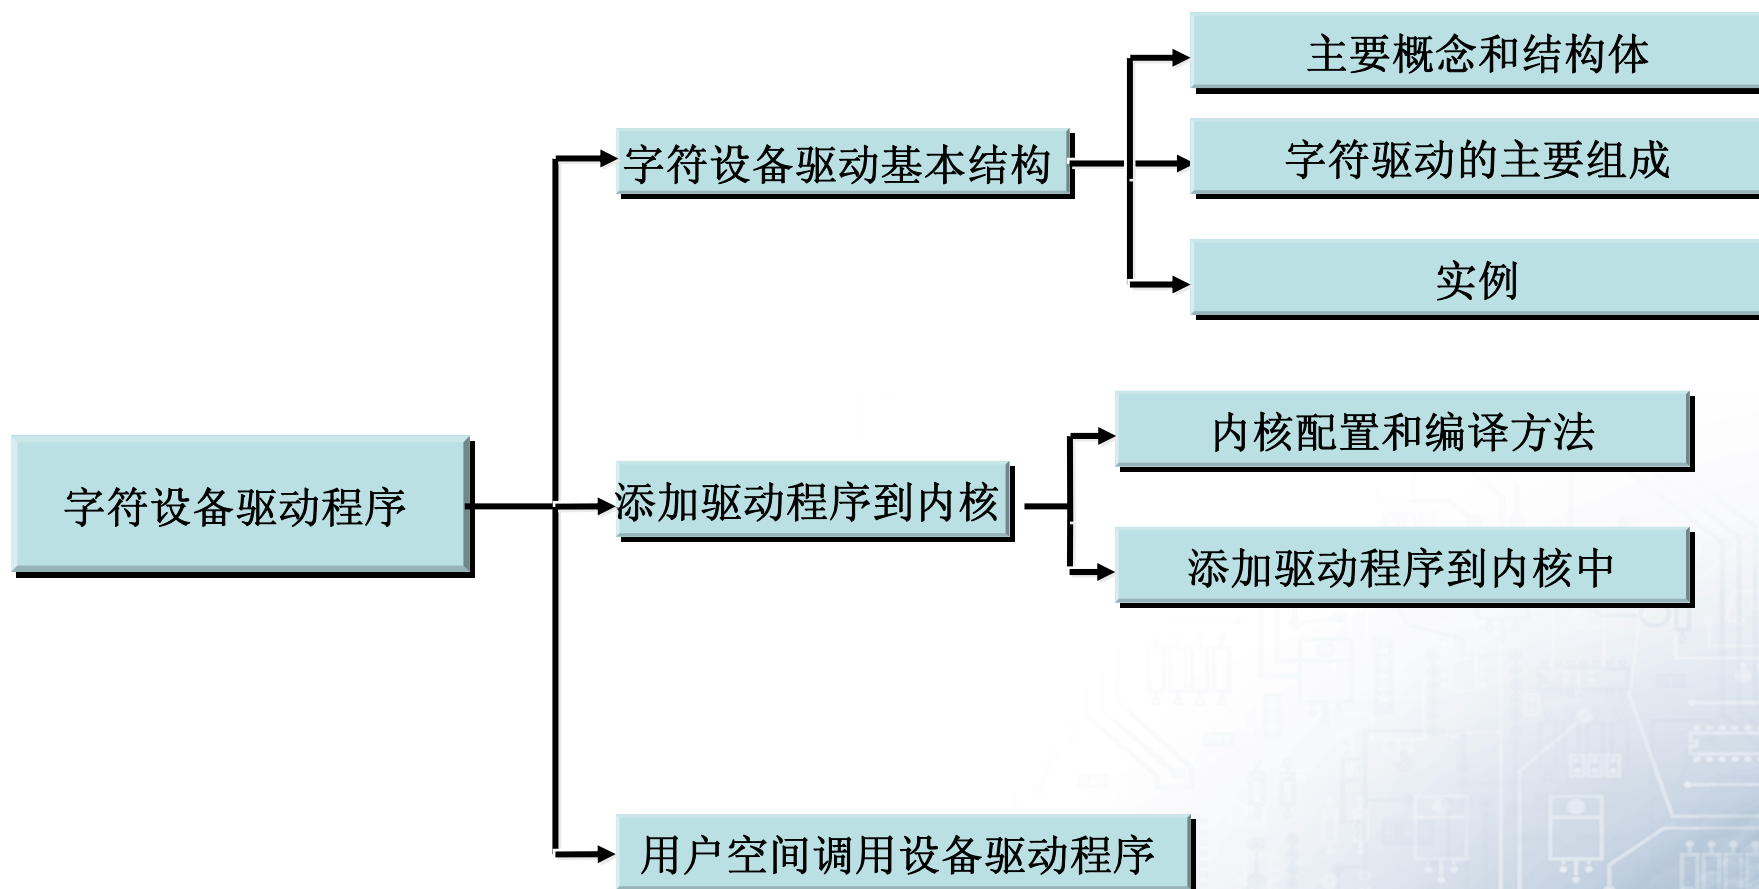 主要概念和结构体
字符设备驱动基本结构
字符驱动的主要组成
实例
内核配置和编译方法
字符设备驱动程序
添加驱动程序到内核
添加驱动程序到内核中
用户空间调用设备驱动程序